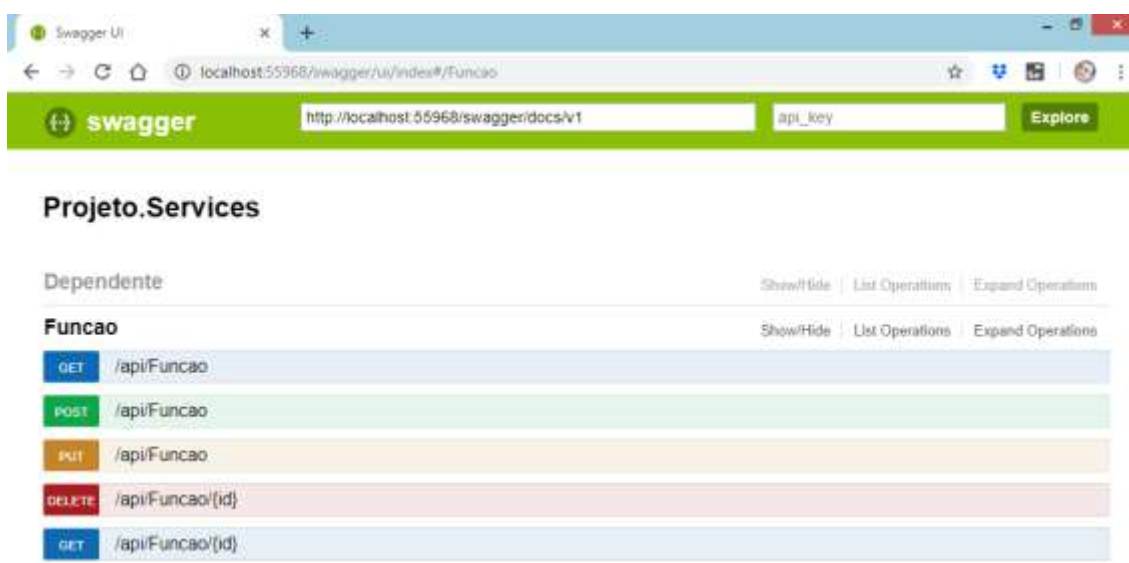 Swagger UI
localhost:55968/swagger/ui/index#/Funcao
swagger http://localhost:55968/swagger/docs/v1 api_key Explore
Projeto.Services
Dependente Show/Hide List Operations Expand Operations
Funcao Show/Hide List Operations Expand Operations
GET /api/Funcao
POST /api/Funcao
PUT /api/Funcao
DELETE /api/Funcao/{id}
GET /api/Funcao/{id}